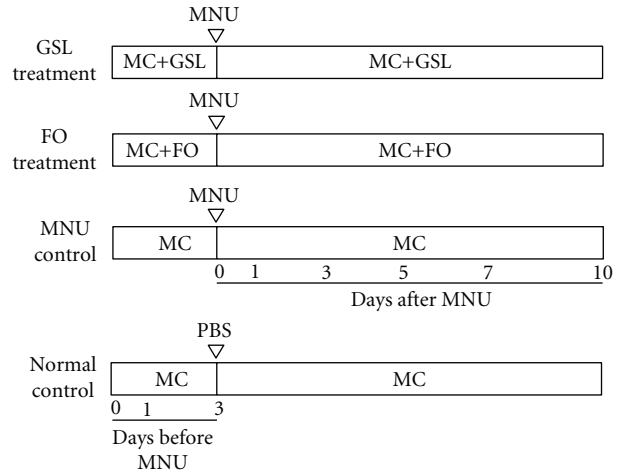 MNU
GSL
treatment
MC+GSL
MC+GSL
MNU
FO
treatment
MC+FO
MC+FO
MNU
MNU
control
MC
MC
0 1 3 5 7 10
Days after MNU
PBS
Normal
control
MC
MC
0 1 3
Days before
MNU